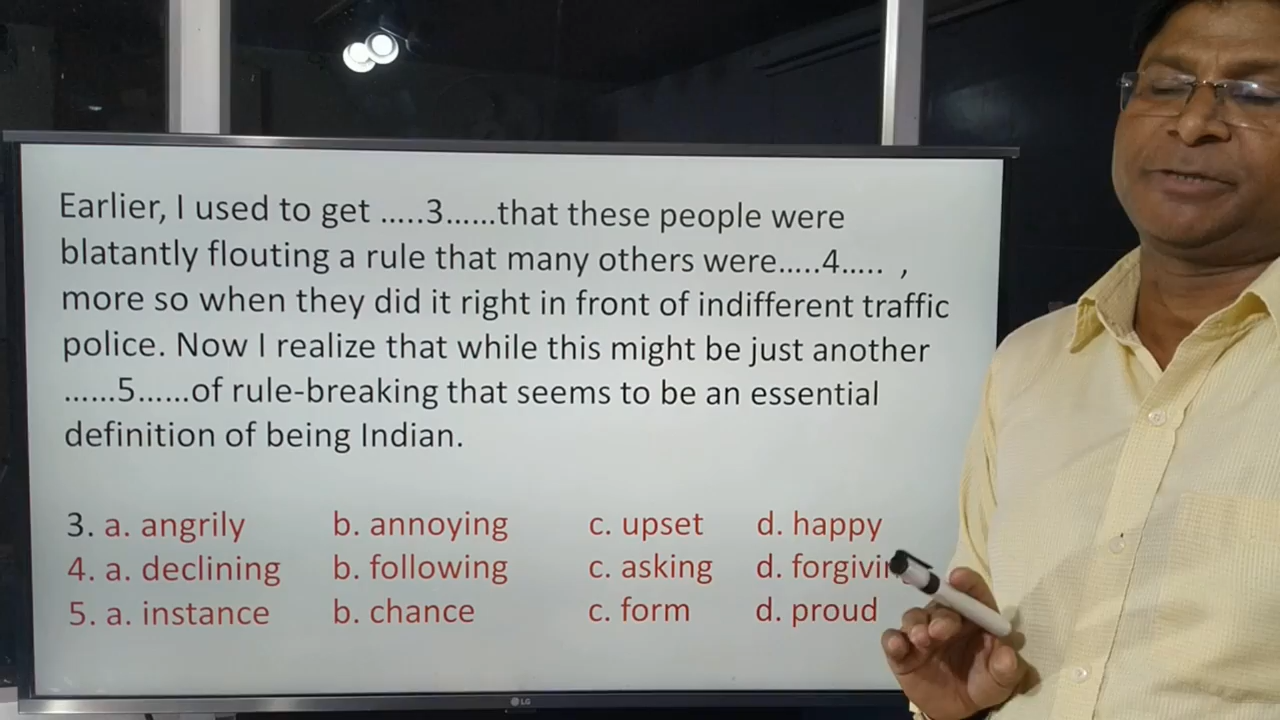 Earlier, I used to get .....3......that these people were
blatantly flouting a rule that many others were.....4..... ,
more so when they did it right in front of indifferent traffic
police. Now I realize that while this might be just another
......5......of rule-breaking that seems to be an essential
definition of being Indian.
3. a. angrily b. annoying c. upset d. happy
4. a. declining b. following c. asking d.
5. a. instance b. chance c. form d. proud
LG